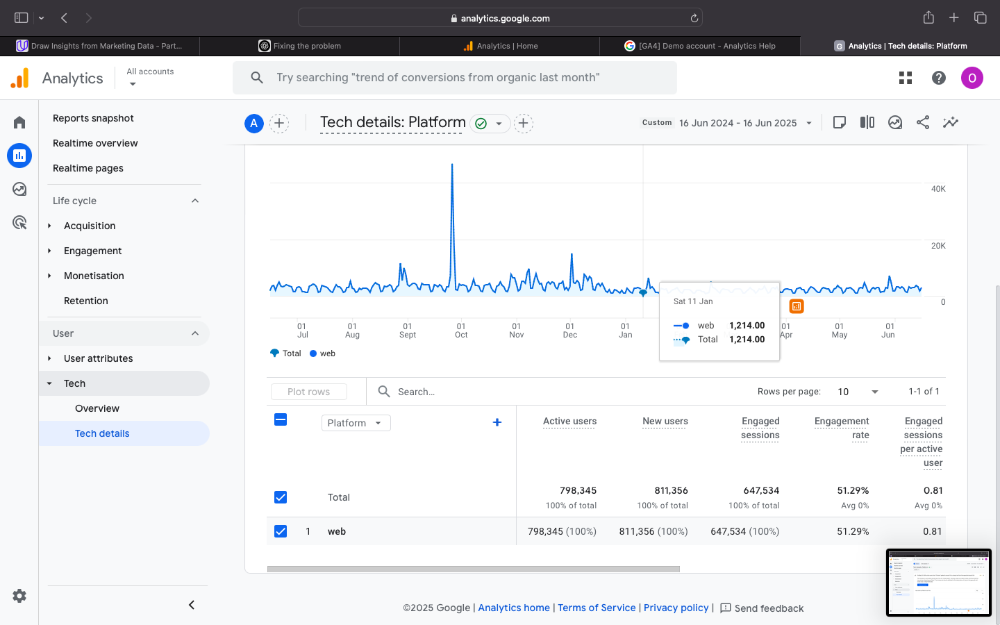 analytics.google.com
Draw Insights from Marketing Data - Part...
Fixing the problem
Analytics | Home
[GA4] Demo account - Analytics Help
G Analytics | Tech details: Platform
Analytics
All accounts
Try searching "trend of conversions from organic last month"
O
Reports snapshot
Realtime overview
Realtime pages
Life cycle
Acquisition
Engagement
Monetisation
Retention
User
User attributes
Tech
Overview
Tech details
A
Tech details: Platform
Custom 16 Jun 2024 - 16 Jun 2025
40K
20K
0
01 Jul
01 Aug
01 Sept
01 Oct
01 Nov
01 Dec
01 Jan
01 Apr
01 May
01 Jun
Sat 11 Jan
web 1,214.00
Total 1,214.00
Total web
Plot rows
Search...
Rows per page: 10
1-1 of 1
Platform
Active users
New users
Engaged sessions
Engagement rate
Engaged sessions per active user
Total
798,345
100% of total
811,356
100% of total
647,534
100% of total
51.29%
Avg 0%
0.81
Avg 0%
1 web 798,345 (100%) 811,356 (100%) 647,534 (100%) 51.29% 0.81
©2025 Google | Analytics home | Terms of Service | Privacy policy | Send feedback